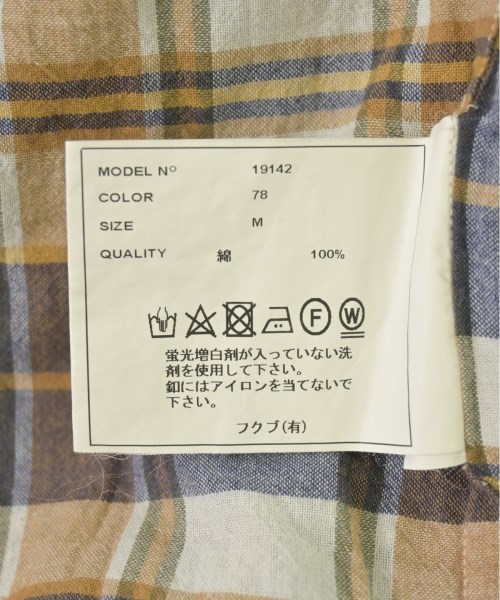 MODEL Nº 19142
COLOR 78
SIZE M
QUALITY 綿 100%
F W
蛍光増白剤が入っていない洗
剤を使用して下さい。
釦にはアイロンを当てないで
下さい。
フクブ(有)